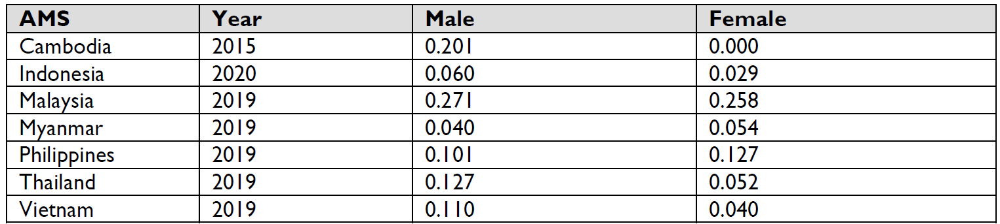 AMS Year Male Female
Cambodia 2015 0.201 0.000
Indonesia 2020 0.060 0.029
Malaysia 2019 0.271 0.258
Myanmar 2019 0.040 0.054
Philippines 2019 0.101 0.127
Thailand 2019 0.127 0.052
Vietnam 2019 0.110 0.040